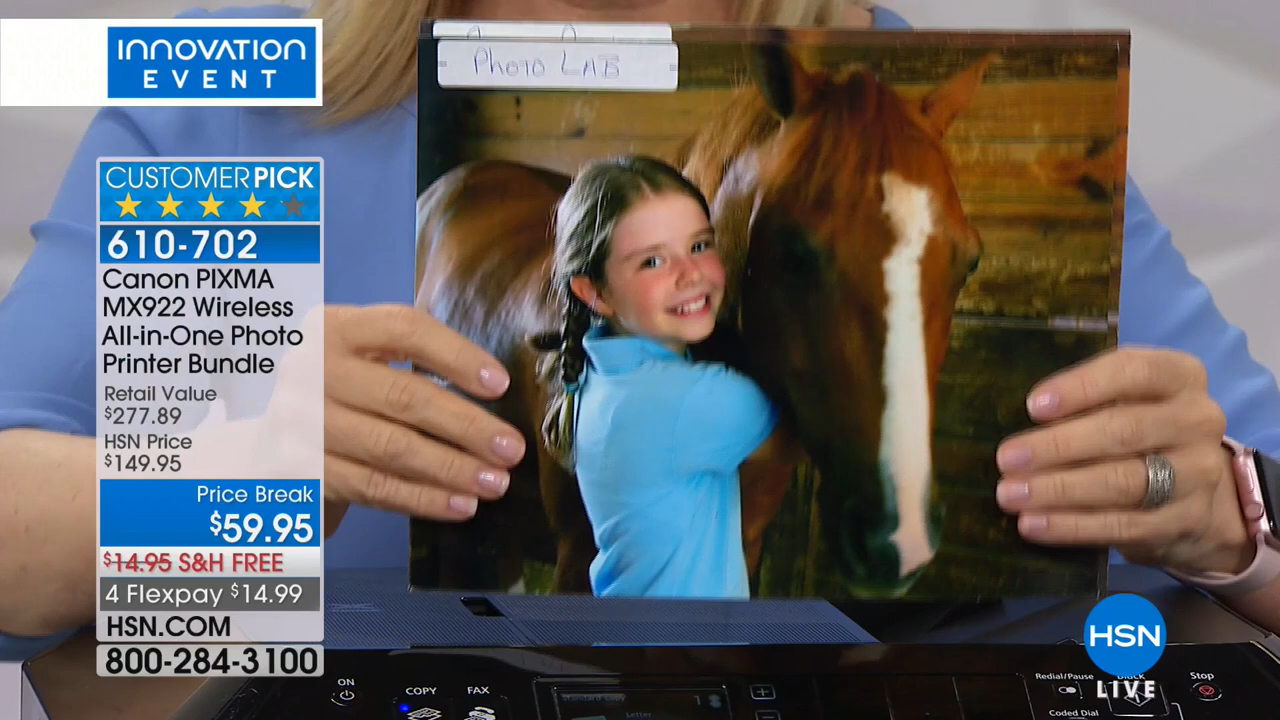 INNOVATION
EVENT
CUSTOMER PICK
610-702
Canon PIXMA
MX922 Wireless
All-in-One Photo
Printer Bundle
Retail Value
$277.89
HSN Price
$149.95
Price Break
$59.95
$14.95 S&H FREE
4 Flexpay $14.99
HSN.COM
800-284-3100
Photo LAB
HSN
LIVE
ON
COPY
FAX
Letter
Redial/Pause
Coded Dial
Black
Stop